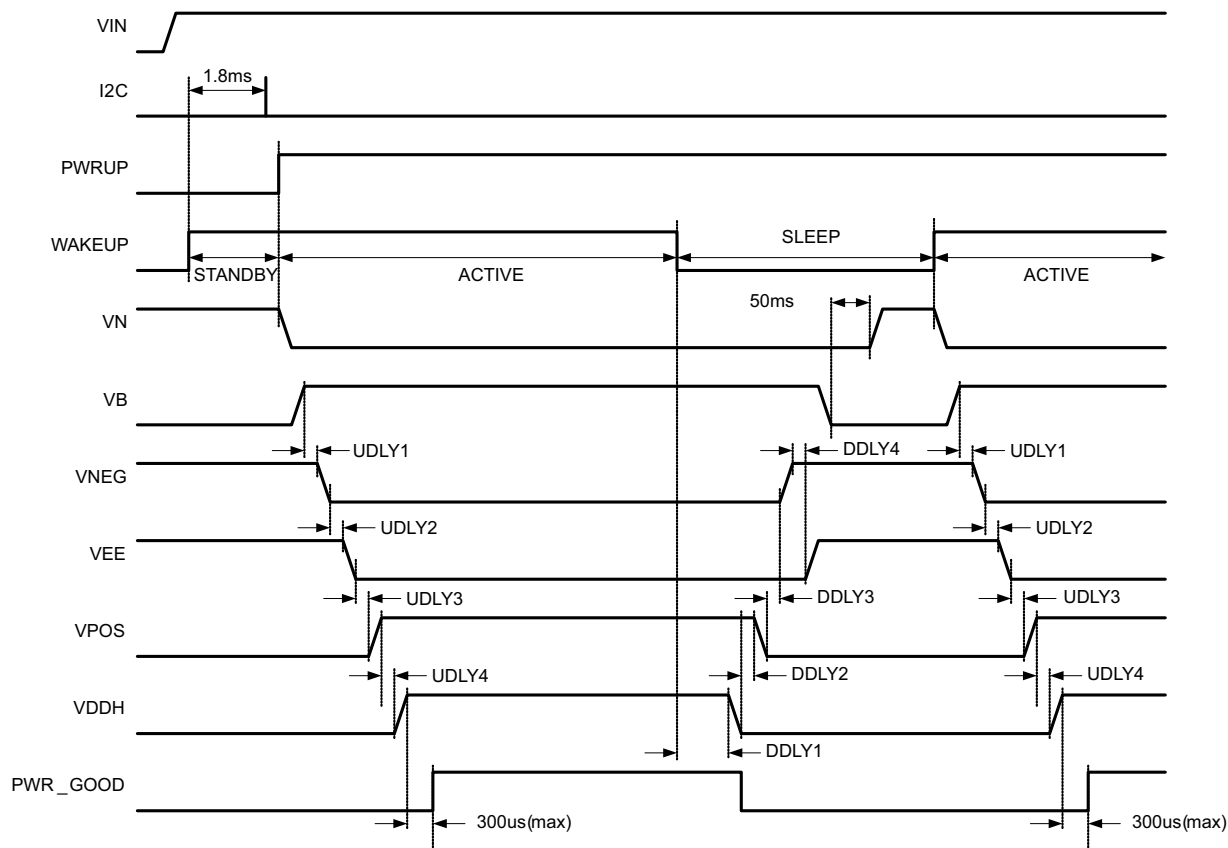 VIN
1.8ms
I2C
PWRUP
WAKEUP
SLEEP
STANDBY
ACTIVE
ACTIVE
50ms
VN
VB
UDLY1
DDLY4
UDLY1
VNEG
UDLY2
UDLY2
VEE
UDLY3
DDLY3
UDLY3
VPOS
UDLY4
DDLY2
UDLY4
VDDH
DDLY1
PWR_GOOD
300us(max)
300us(max)